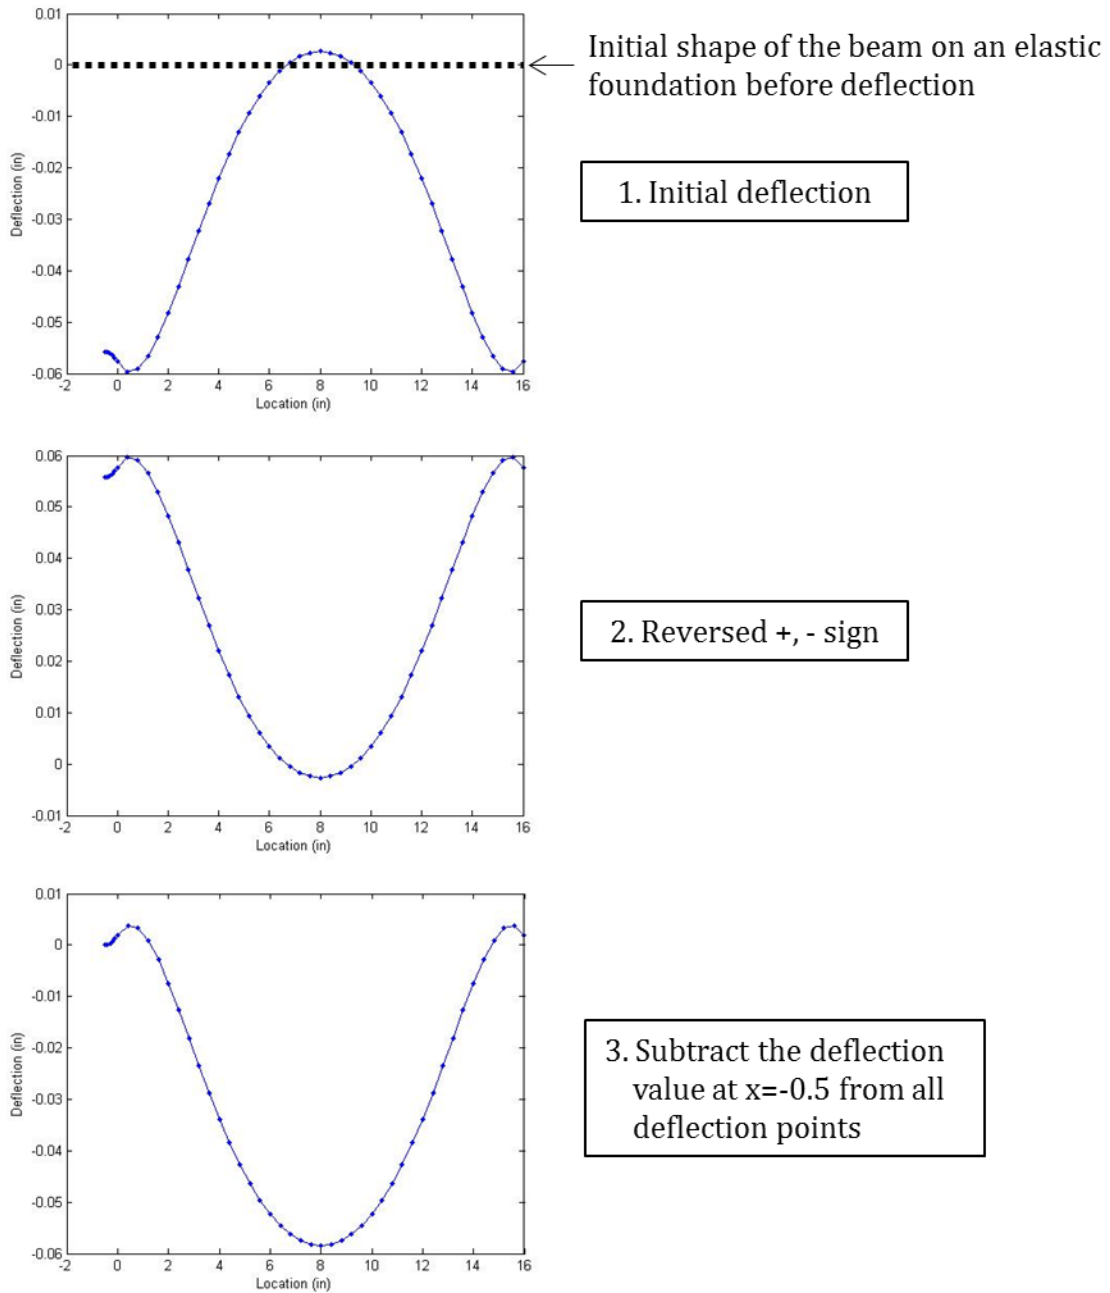 0.01
0
-0.01
-0.02
-0.03
-0.04
-0.05
-0.06
Deflection (in)
-2 0 2 4 6 8 10 12 14 16
Location (in)
Initial shape of the beam on an elastic
foundation before deflection
1. Initial deflection
0.06
0.05
0.04
0.03
0.02
0.01
0
-0.01
Deflection (in)
-2 0 2 4 6 8 10 12 14 16
Location (in)
2. Reversed +, - sign
0.01
0
-0.01
-0.02
-0.03
-0.04
-0.05
-0.06
Deflection (in)
-2 0 2 4 6 8 10 12 14 16
Location (in)
3. Subtract the deflection
value at x=-0.5 from all
deflection points